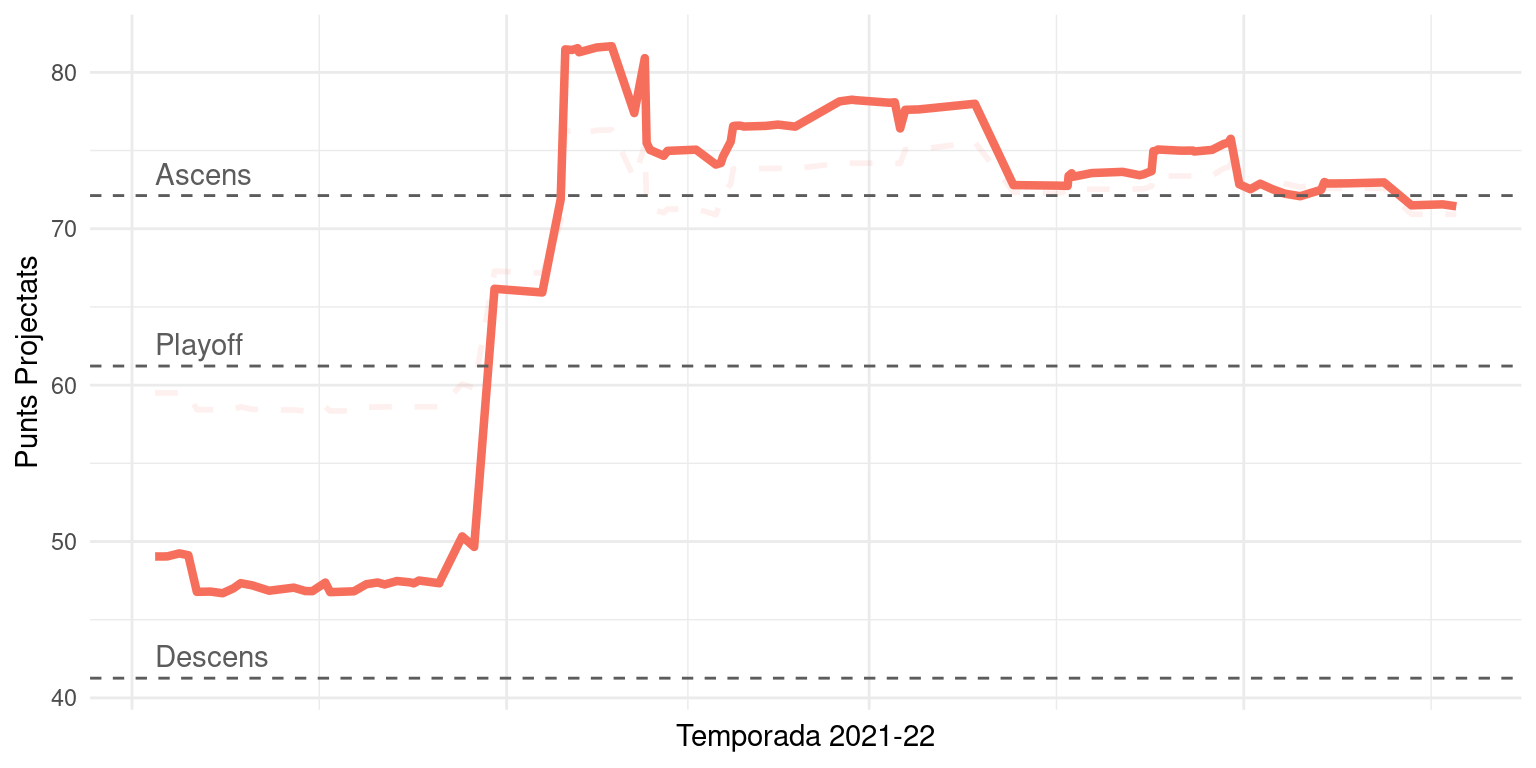 80
Ascens
70
Playoff
60
50
Descens
40
Punts Projectats
Temporada 2021-22